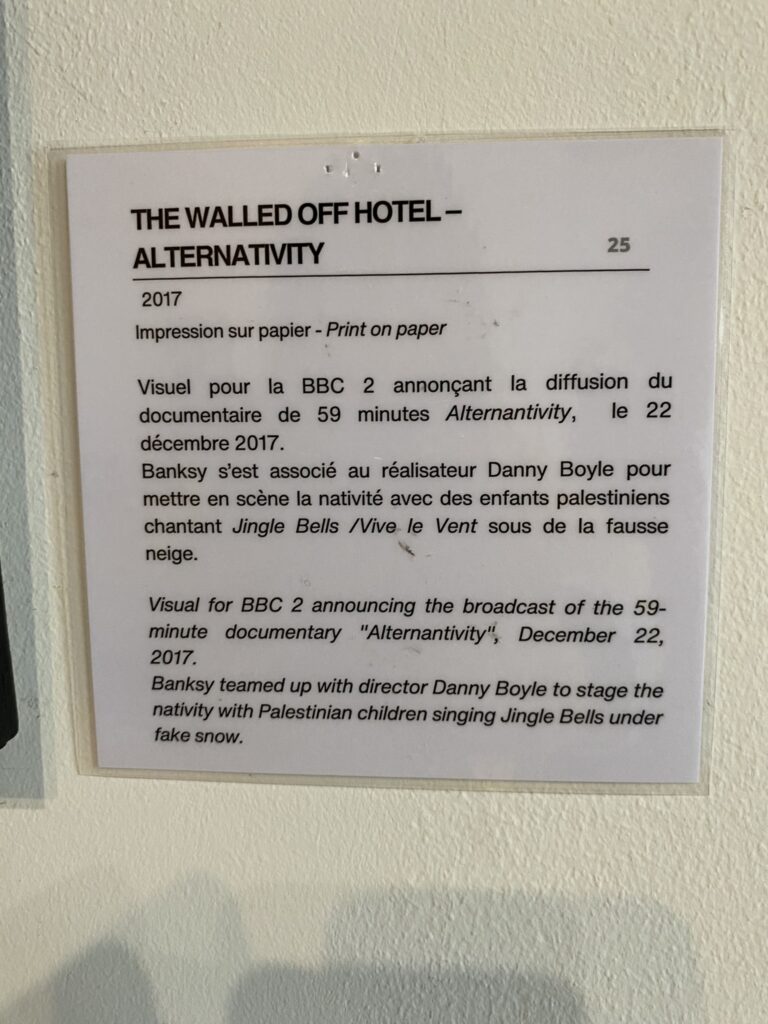 THE WALLED OFF HOTEL –
ALTERNATIVITY 25
2017
Impression sur papier - Print on paper
Visuel pour la BBC 2 annonçant la diffusion du
documentaire de 59 minutes Alternantivity, le 22
décembre 2017.
Banksy s'est associé au réalisateur Danny Boyle pour
mettre en scène la nativité avec des enfants palestiniens
chantant Jingle Bells /Vive le Vent sous de la fausse
neige.
Visual for BBC 2 announcing the broadcast of the 59-
minute documentary "Alternantivity", December 22,
2017.
Banksy teamed up with director Danny Boyle to stage the
nativity with Palestinian children singing Jingle Bells under
fake snow.